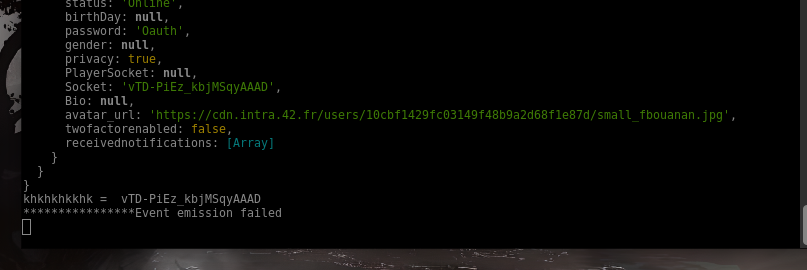 status: 'Online',
birthDay: null,
password: 'Oauth',
gender: null,
privacy: true,
PlayerSocket: null,
Socket: 'vTD-PiEz_kbjMSqyAAAD',
Bio: null,
avatar_url: 'https://cdn.intra.42.fr/users/10cbf1429fc03149f48b9a2d68f1e87d/small_fbouanan.jpg',
twofactorenabled: false,
receivednotifications: [Array]
}
}
}
khkhkhkkhk =  vTD-PiEz_kbjMSqyAAAD
****************Event emission failed